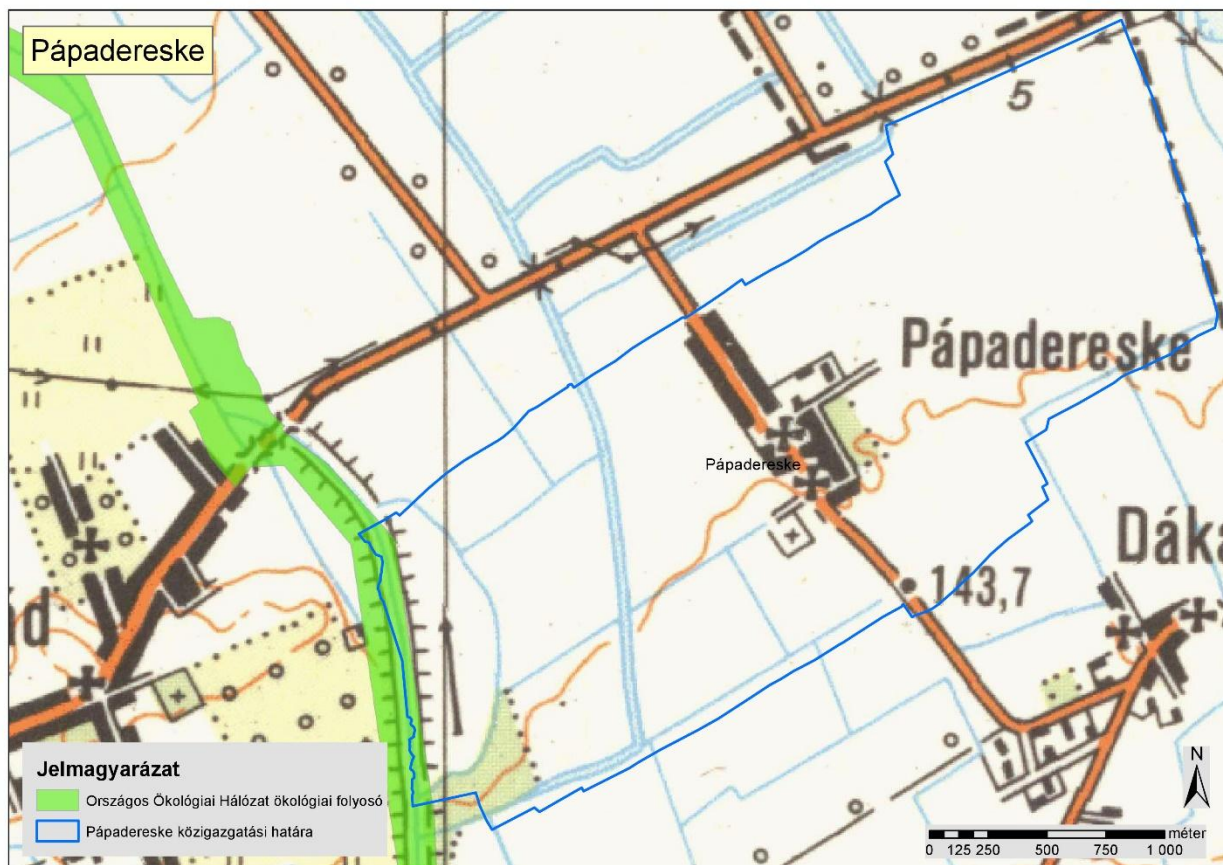 Pápadereske
5
Pápadereske
Pápadereske
Dáka
143,7
d
Jelmagyarázat
Országos Ökológiai Hálózat ökológiai folyosó
Pápadereske közigazgatási határa
N
méter
0 125 250 500 750 1 000